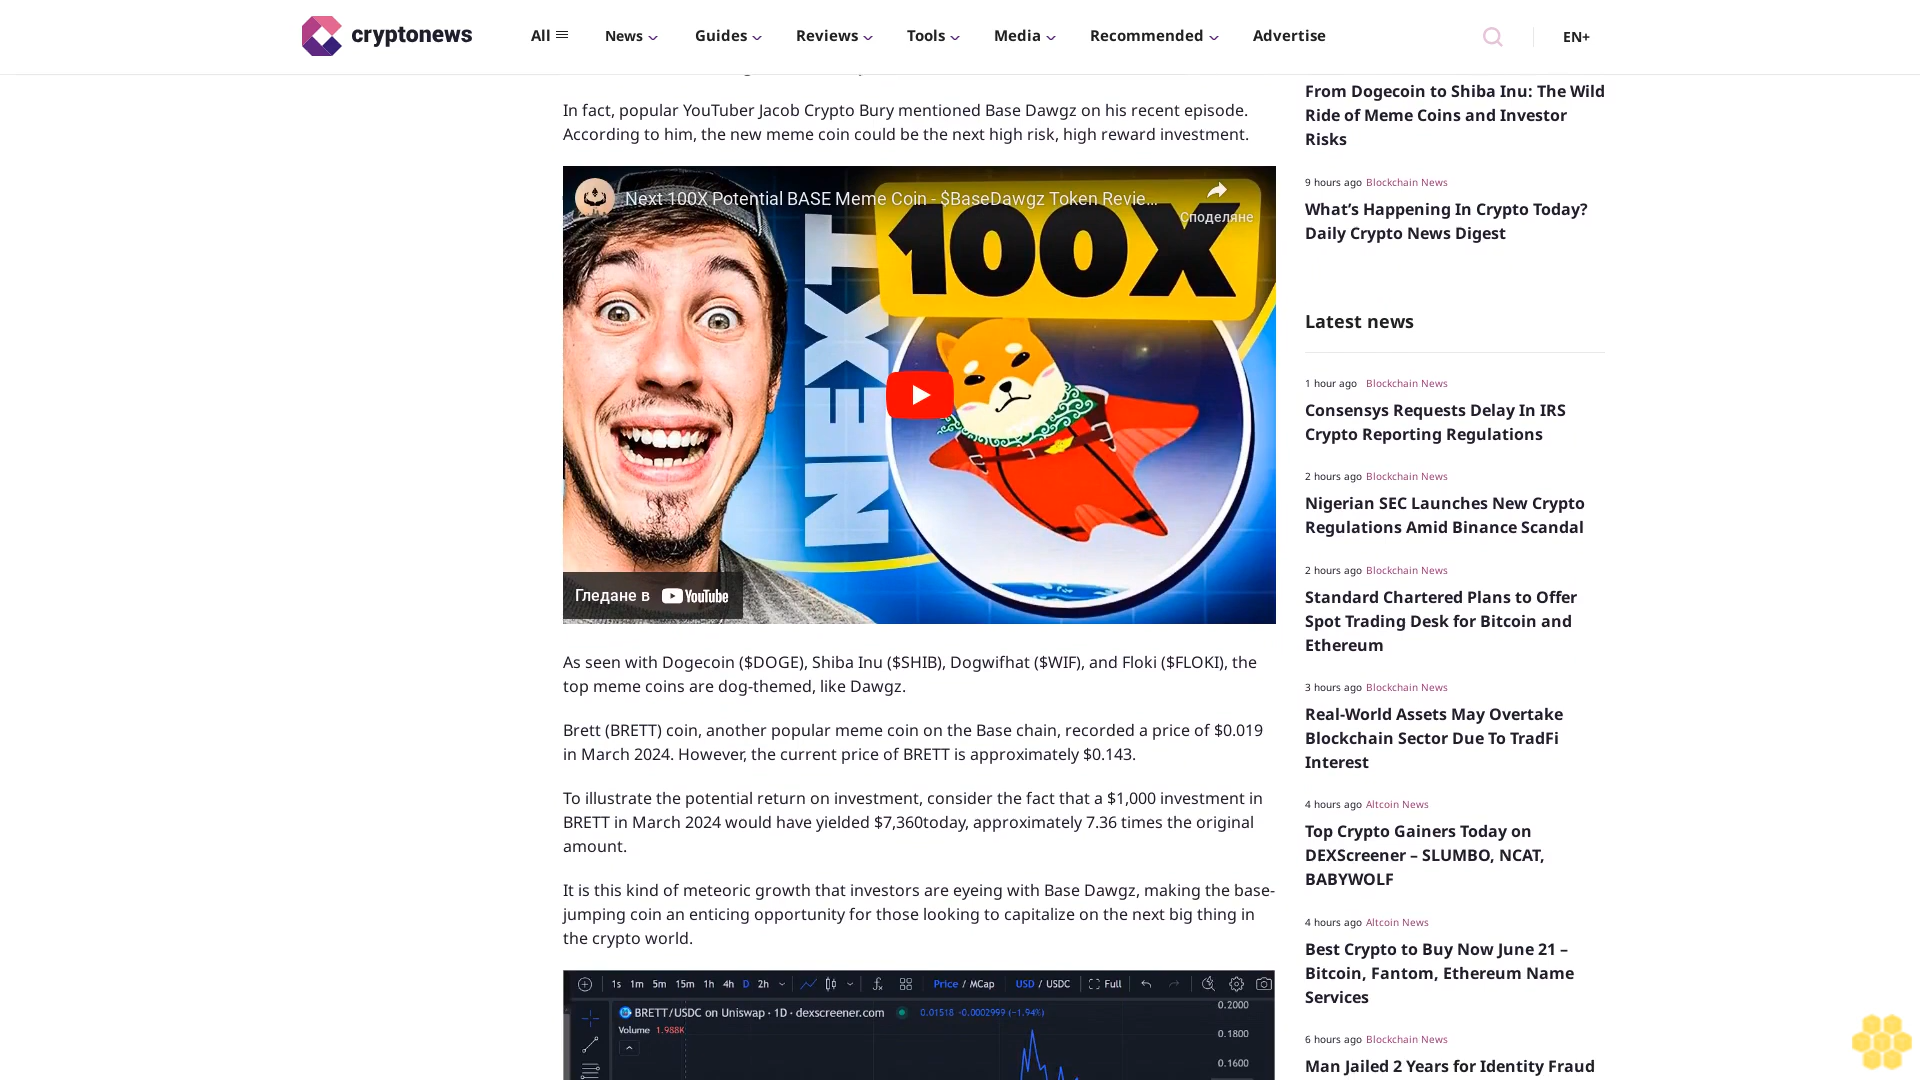 cryptonews
All
News
Guides
Reviews
Tools
Media
Recommended
Advertise
EN+
In fact, popular YouTuber Jacob Crypto Bury mentioned Base Dawgz on his recent episode.
According to him, the new meme coin could be the next high risk, high reward investment.
Next 100X Potential BASE Meme Coin - $BaseDawgz Token Revie...
Споделяне
NEXT
100X
Гледане в YouTube
As seen with Dogecoin ($DOGE), Shiba Inu ($SHIB), Dogwifhat ($WIF), and Floki ($FLOKI), the
top meme coins are dog-themed, like Dawgz.
Brett (BRETT) coin, another popular meme coin on the Base chain, recorded a price of $0.019
in March 2024. However, the current price of BRETT is approximately $0.143.
To illustrate the potential return on investment, consider the fact that a $1,000 investment in
BRETT in March 2024 would have yielded $7,360today, approximately 7.36 times the original
amount.
It is this kind of meteoric growth that investors are eyeing with Base Dawgz, making the base-
jumping coin an enticing opportunity for those looking to capitalize on the next big thing in
the crypto world.
1s 1m 5m 15m 1h 4h D 2h Price / MCap USD / USDC Full
BRETT/USDC on Uniswap · 1D · dexscreener.com 0.01518 -0.0002999 (−1.94%)
Volume 1.988K
0.2000
0.1800
0.1600
From Dogecoin to Shiba Inu: The Wild
Ride of Meme Coins and Investor
Risks
9 hours ago Blockchain News
What’s Happening In Crypto Today?
Daily Crypto News Digest
Latest news
1 hour ago Blockchain News
Consensys Requests Delay In IRS
Crypto Reporting Regulations
2 hours ago Blockchain News
Nigerian SEC Launches New Crypto
Regulations Amid Binance Scandal
2 hours ago Blockchain News
Standard Chartered Plans to Offer
Spot Trading Desk for Bitcoin and
Ethereum
3 hours ago Blockchain News
Real-World Assets May Overtake
Blockchain Sector Due To TradFi
Interest
4 hours ago Altcoin News
Top Crypto Gainers Today on
DEXScreener – SLUMBO, NCAT,
BABYWOLF
4 hours ago Altcoin News
Best Crypto to Buy Now June 21 –
Bitcoin, Fantom, Ethereum Name
Services
6 hours ago Blockchain News
Man Jailed 2 Years for Identity Fraud